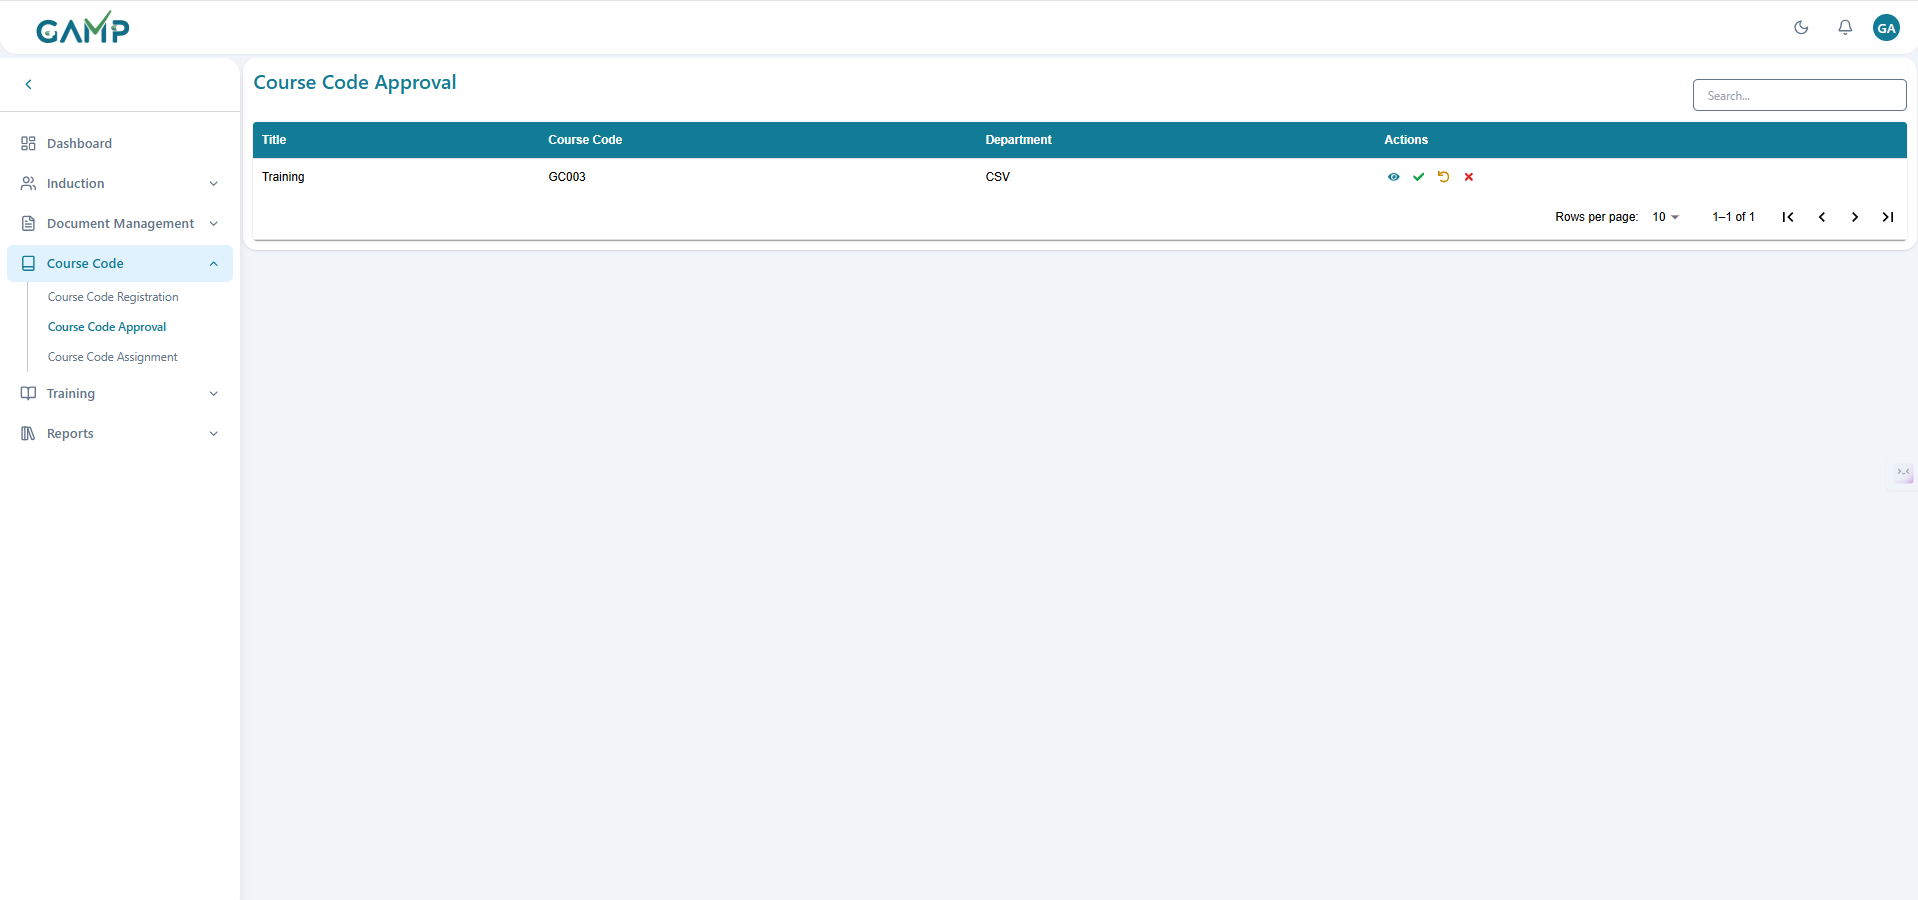 GAMP
GA
Course Code Approval
Search...
Dashboard
Induction
Document Management
Course Code
Course Code Registration
Course Code Approval
Course Code Assignment
Training
Reports
Title Course Code Department Actions
Training GC003 CSV
Rows per page: 10 1–1 of 1